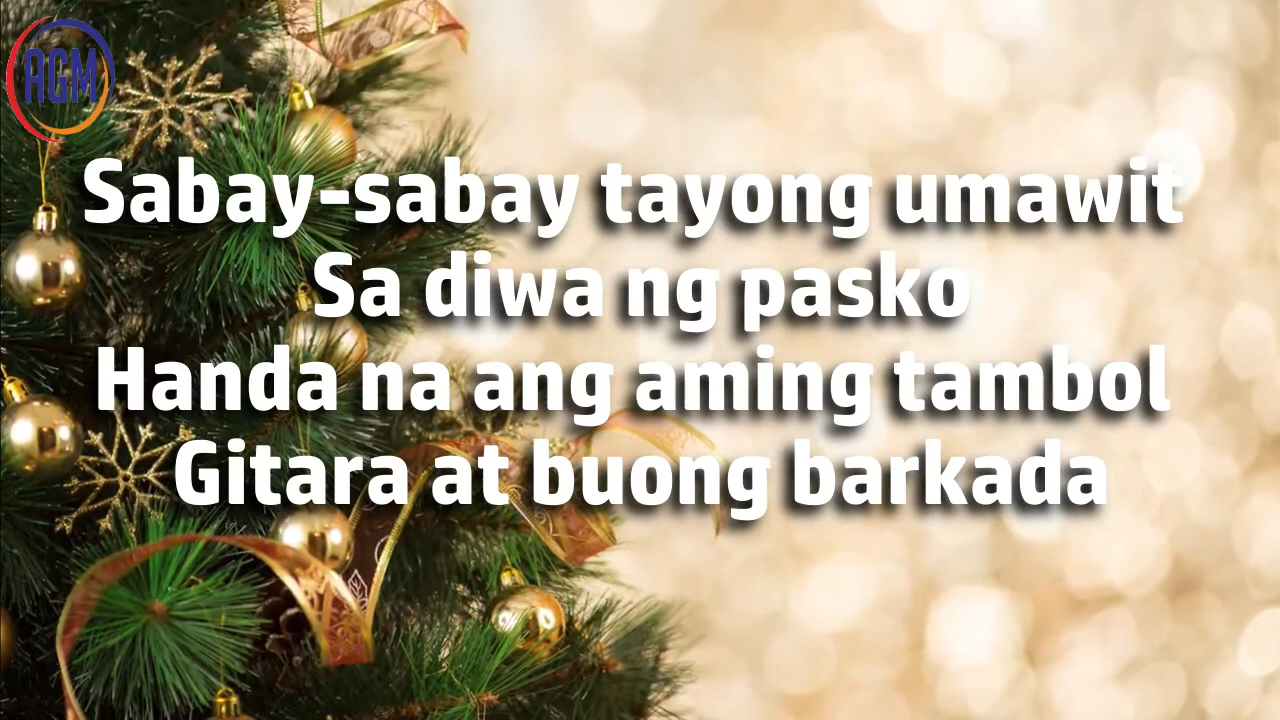 AGM
Sabay-sabay tayong umawit
Sa diwa ng pasko
Handa na ang aming tambol
Gitara at buong barkada